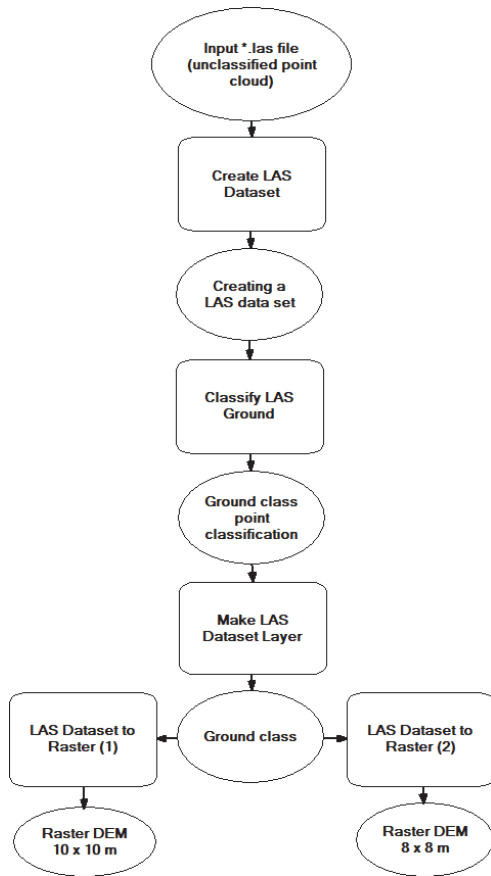 Input *.las file
(unclassified point
cloud)
Create LAS
Dataset
Creating a
LAS data set
Classify LAS
Ground
Ground class
point
classification
Make LAS
Dataset Layer
LAS Dataset to
Raster (1)
Ground class
LAS Dataset to
Raster (2)
Raster DEM
10 x 10 m
Raster DEM
8 x 8 m